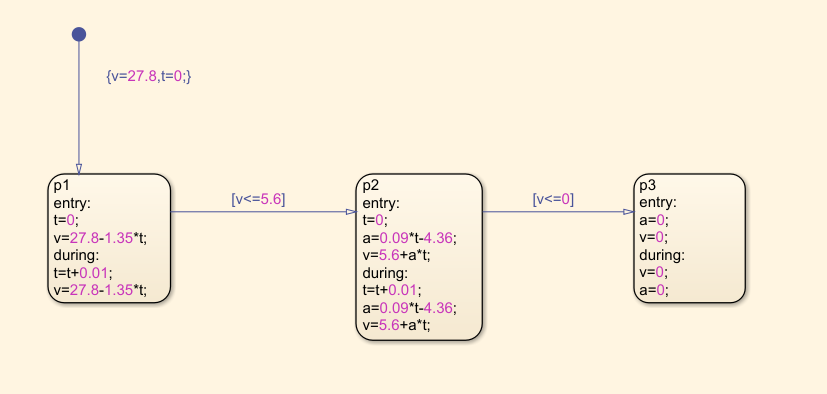 {v=27.8,t=0;}
p1
entry:
t=0;
v=27.8-1.35*t;
during:
t=t+0.01;
v=27.8-1.35*t;
[v<=5.6]
p2
entry:
t=0;
a=0.09*t-4.36;
v=5.6+a*t;
during:
t=t+0.01;
a=0.09*t-4.36;
v=5.6+a*t;
[v<=0]
p3
entry:
a=0;
v=0;
during:
v=0;
a=0;